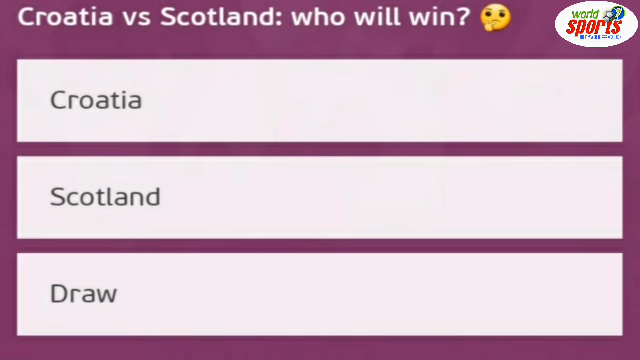 Croatia vs Scotland: who will win? 🤔
world
sports
Croatia
Scotland
Draw